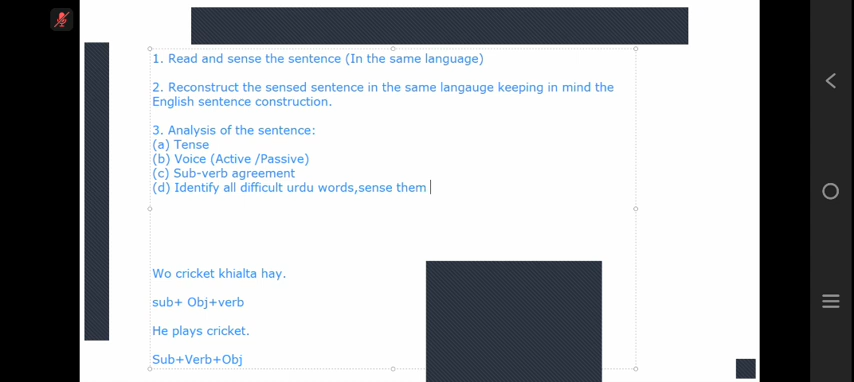 1. Read and sense the sentence (In the same language)
2. Reconstruct the sensed sentence in the same langauge keeping in mind the
English sentence construction.
3. Analysis of the sentence:
(a) Tense
(b) Voice (Active /Passive)
(c) Sub-verb agreement
(d) Identify all difficult urdu words,sense them
Wo cricket khialta hay.
sub+ Obj+verb
He plays cricket.
Sub+Verb+Obj